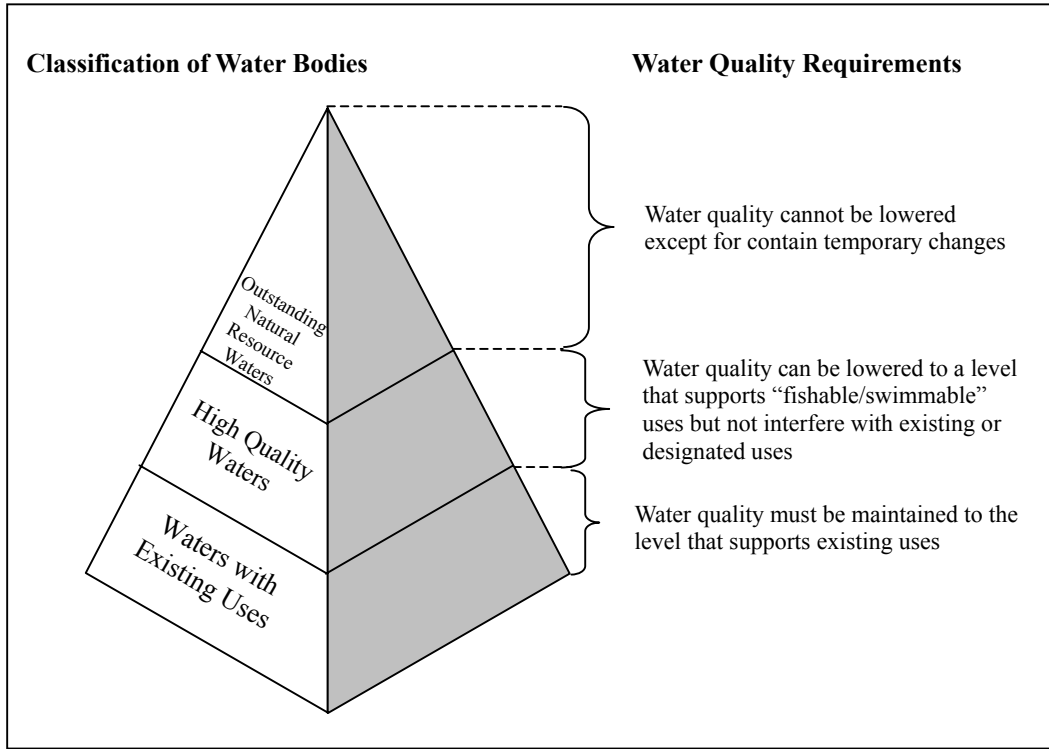 Classification of Water Bodies
Water Quality Requirements
Outstanding
Natural
Resource
Waters
High Quality
Waters
Waters with
Existing Uses
Water quality cannot be lowered
except for contain temporary changes
Water quality can be lowered to a level
that supports “fishable/swimmable”
uses but not interfere with existing or
designated uses
Water quality must be maintained to the
level that supports existing uses